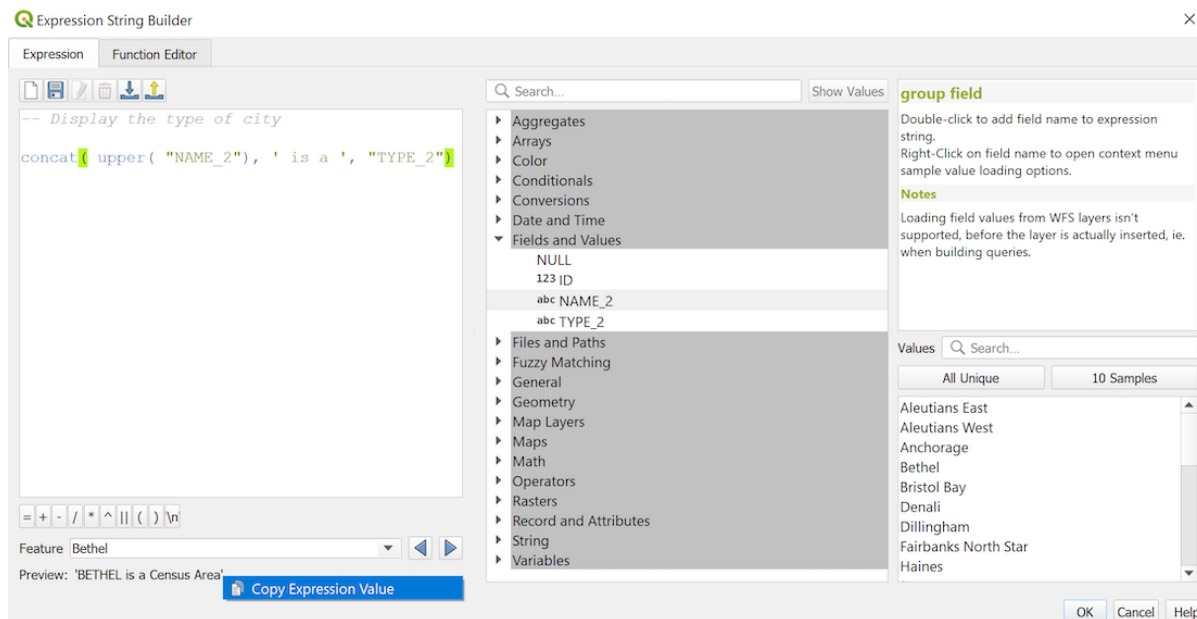 Expression String Builder
Expression
Function Editor
-- Display the type of city
concat( upper( "NAME_2"), ' is a ', "TYPE_2")
= + - / * ^ || ( ) \n
Feature Bethel
Preview: 'BETHEL is a Census Area'
Copy Expression Value
Search...
Show Values
Aggregates
Arrays
Color
Conditionals
Conversions
Date and Time
Fields and Values
NULL
123 ID
abc NAME_2
abc TYPE_2
Files and Paths
Fuzzy Matching
General
Geometry
Map Layers
Maps
Math
Operators
Rasters
Record and Attributes
String
Variables
group field
Double-click to add field name to expression
string.
Right-Click on field name to open context menu
sample value loading options.
Notes
Loading field values from WFS layers isn't
supported, before the layer is actually inserted, ie.
when building queries.
Values Search...
All Unique
10 Samples
Aleutians East
Aleutians West
Anchorage
Bethel
Bristol Bay
Denali
Dillingham
Fairbanks North Star
Haines
OK
Cancel
Help